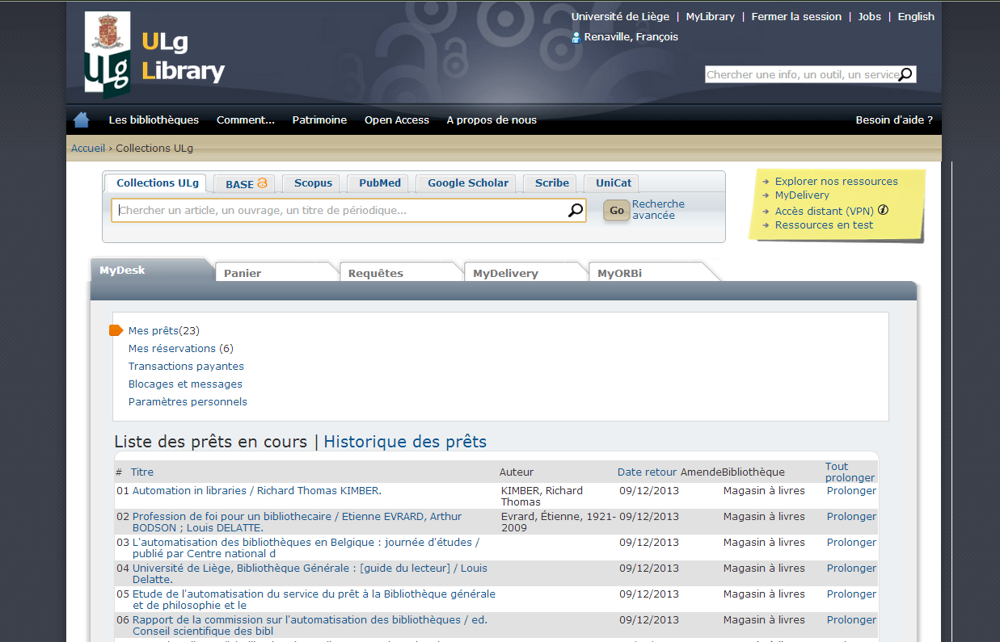 Université de Liège | MyLibrary | Fermer la session | Jobs | English
Renaville, François
ULg
ULg
Library
Chercher une info, un outil, un service
Les bibliothèques Comment... Patrimoine Open Access A propos de nous Besoin d'aide ?
Accueil › Collections ULg
Collections ULg BASE Scopus PubMed Google Scholar Scribe UniCat
Chercher un article, un ouvrage, un titre de périodique...
Go
Recherche
avancée
Explorer nos ressources
MyDelivery
Accès distant (VPN)
Ressources en test
MyDesk Panier Requêtes MyDelivery MyORBi
Mes prêts(23)
Mes réservations (6)
Transactions payantes
Blocages et messages
Paramètres personnels
Liste des prêts en cours | Historique des prêts
# Titre Auteur Date retour Amende Bibliothèque Tout
prolonger
01 Automation in libraries / Richard Thomas KIMBER. KIMBER, Richard 09/12/2013 Magasin à livres Prolonger
Thomas
02 Profession de foi pour un bibliothecaire / Etienne EVRARD, Arthur Evrard, Étienne, 1921- 09/12/2013 Magasin à livres Prolonger
BODSON ; Louis DELATTE. 2009
03 L'automatisation des bibliothèques en Belgique : journée d'études / 09/12/2013 Magasin à livres Prolonger
publié par Centre national d
04 Université de Liège, Bibliothèque Générale : [guide du lecteur] / Louis 09/12/2013 Magasin à livres Prolonger
Delatte.
05 Etude de l'automatisation du service du prêt à la Bibliothèque générale 09/12/2013 Magasin à livres Prolonger
et de philosophie et le
06 Rapport de la commission sur l'automatisation des bibliothèques / ed. 09/12/2013 Magasin à livres Prolonger
Conseil scientifique des bibl